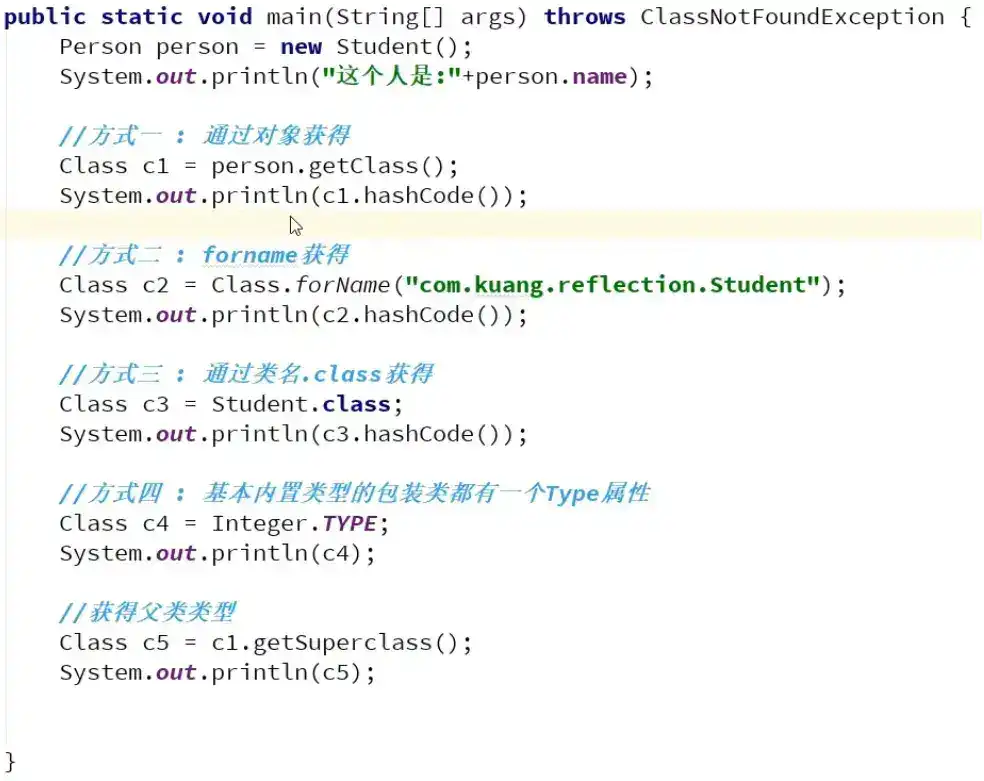 public static void main(String[] args) throws ClassNotFoundException {
Person person = new Student();
System.out.println("这个人是:"+person.name);
//方式一 : 通过对象获得
Class c1 = person.getClass();
System.out.println(c1.hashCode());
//方式二 : forname获得
Class c2 = Class.forName("com.kuang.reflection.Student");
System.out.println(c2.hashCode());
//方式三 : 通过类名.class获得
Class c3 = Student.class;
System.out.println(c3.hashCode());
//方式四 : 基本内置类型的包装类都有一个Type属性
Class c4 = Integer.TYPE;
System.out.println(c4);
//获得父类类型
Class c5 = c1.getSuperclass();
System.out.println(c5);
}